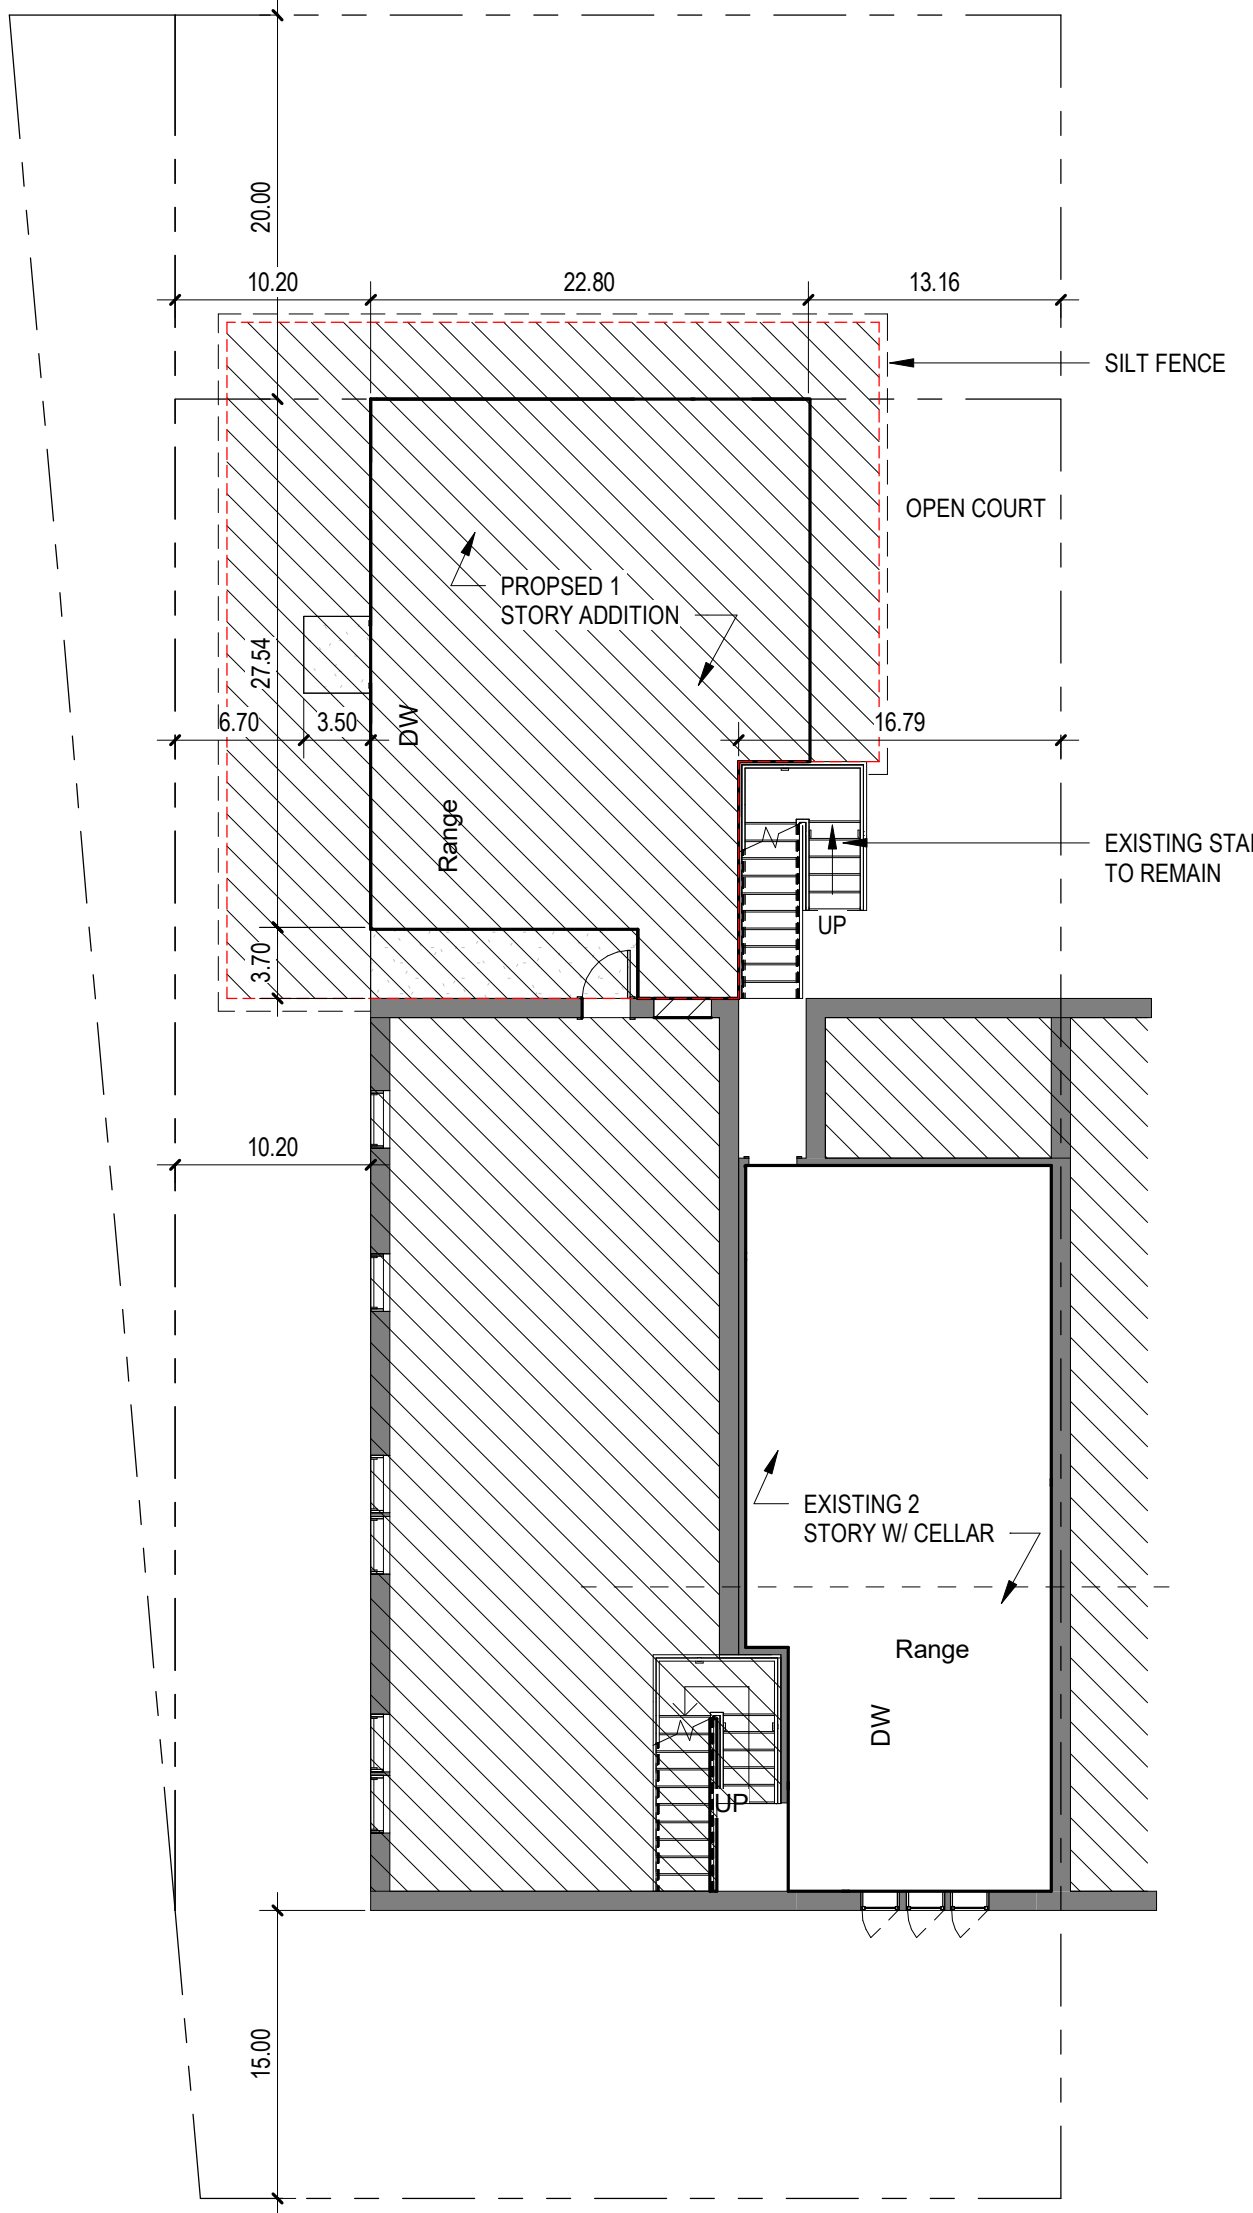 20.00
10.20
22.80
13.16
SILT FENCE
OPEN COURT
PROPSED 1
STORY ADDITION
27.54
6.70
3.50
DW
16.79
Range
EXISTING STAI
TO REMAIN
UP
3.70
10.20
EXISTING 2
STORY W/ CELLAR
Range
DW
UP
15.00